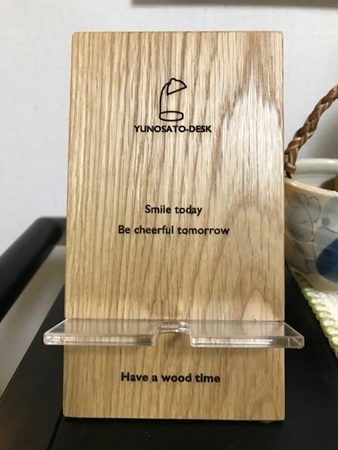 YUNOSATO-DESK
Smile today
Be cheerful tomorrow
Have a wood time